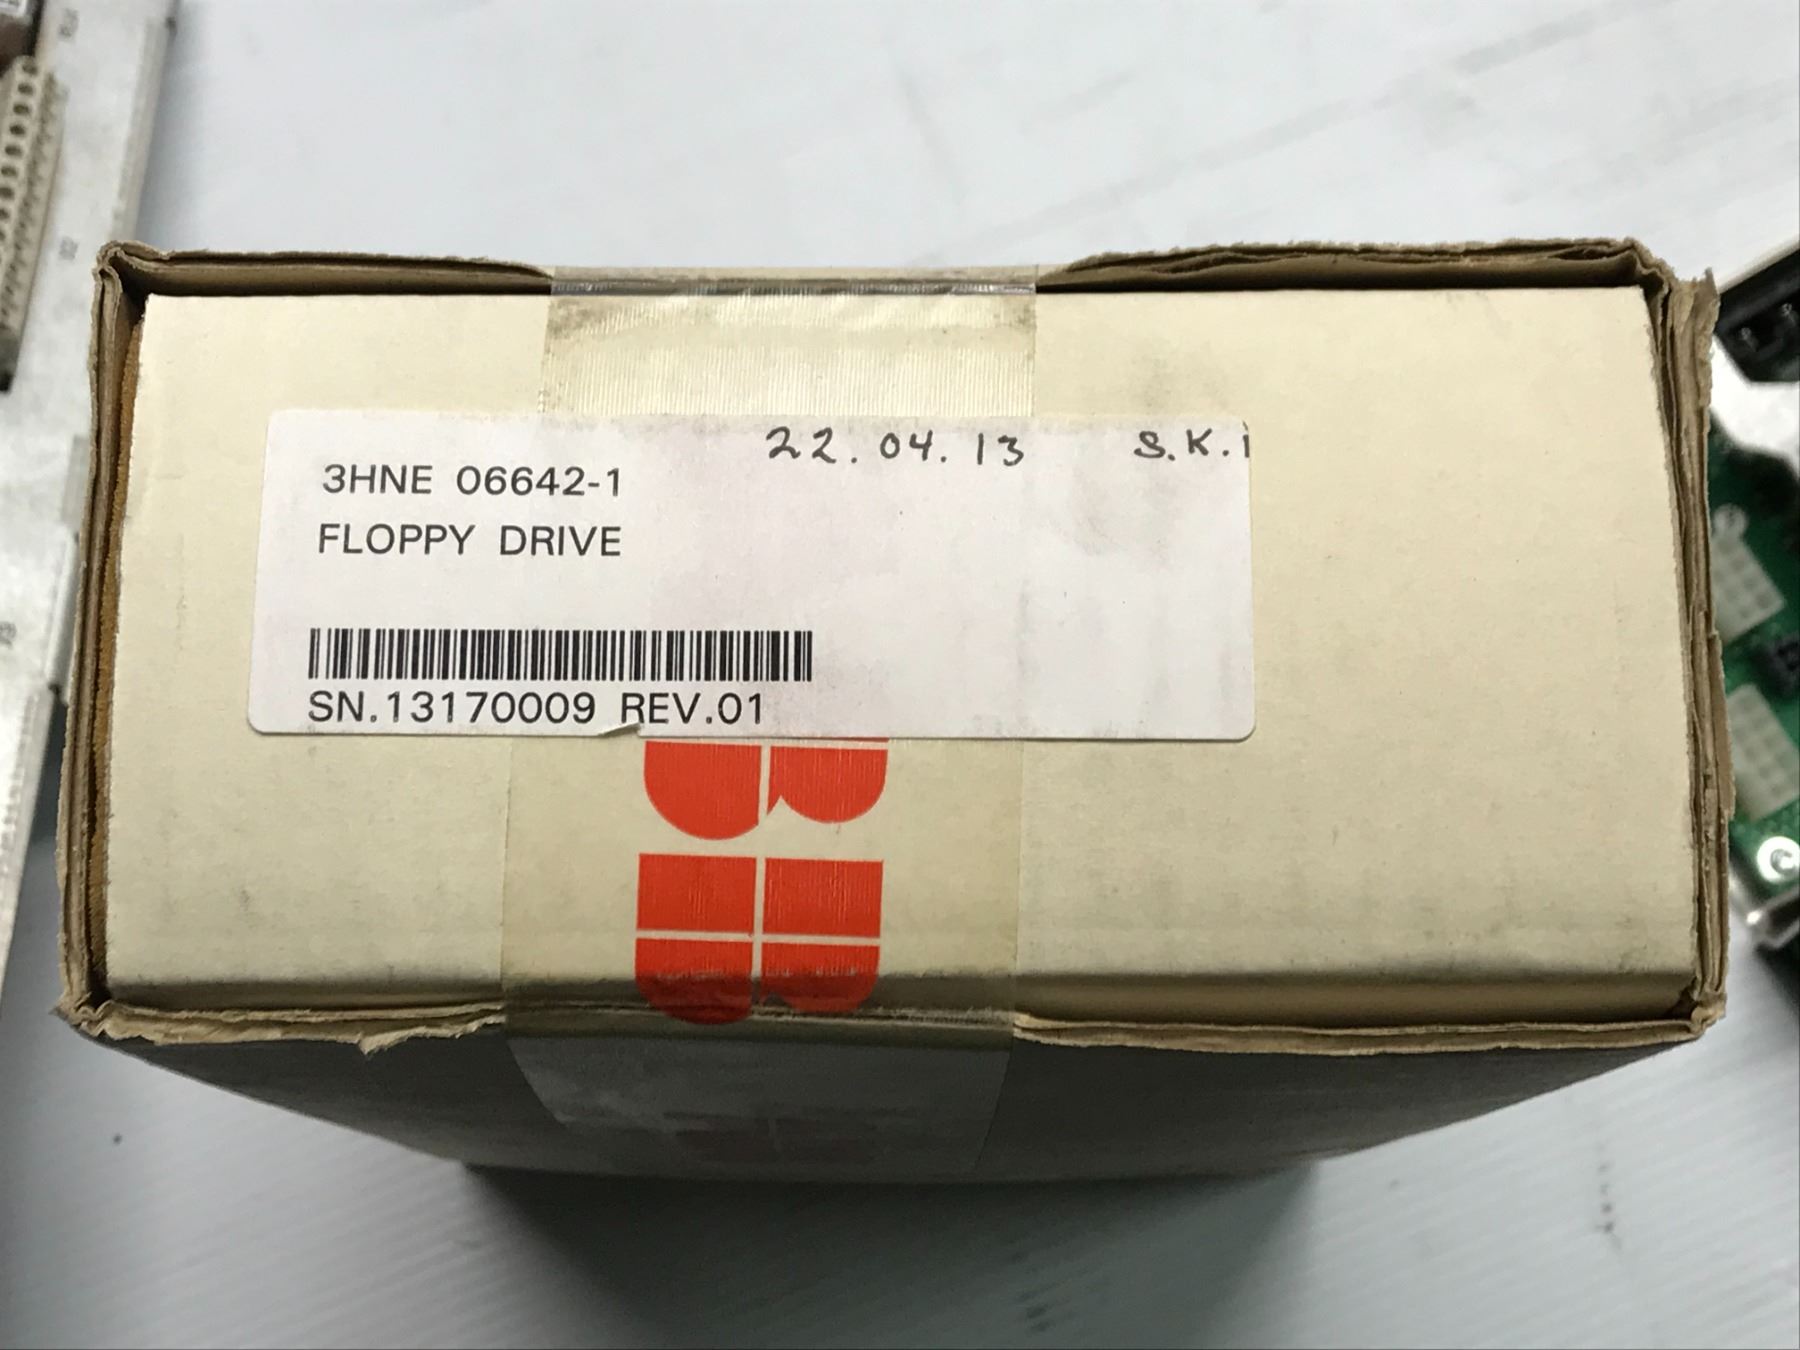 22.04.13 S.K.
3HNE 06642-1
FLOPPY DRIVE
SN.13170009 REV.01